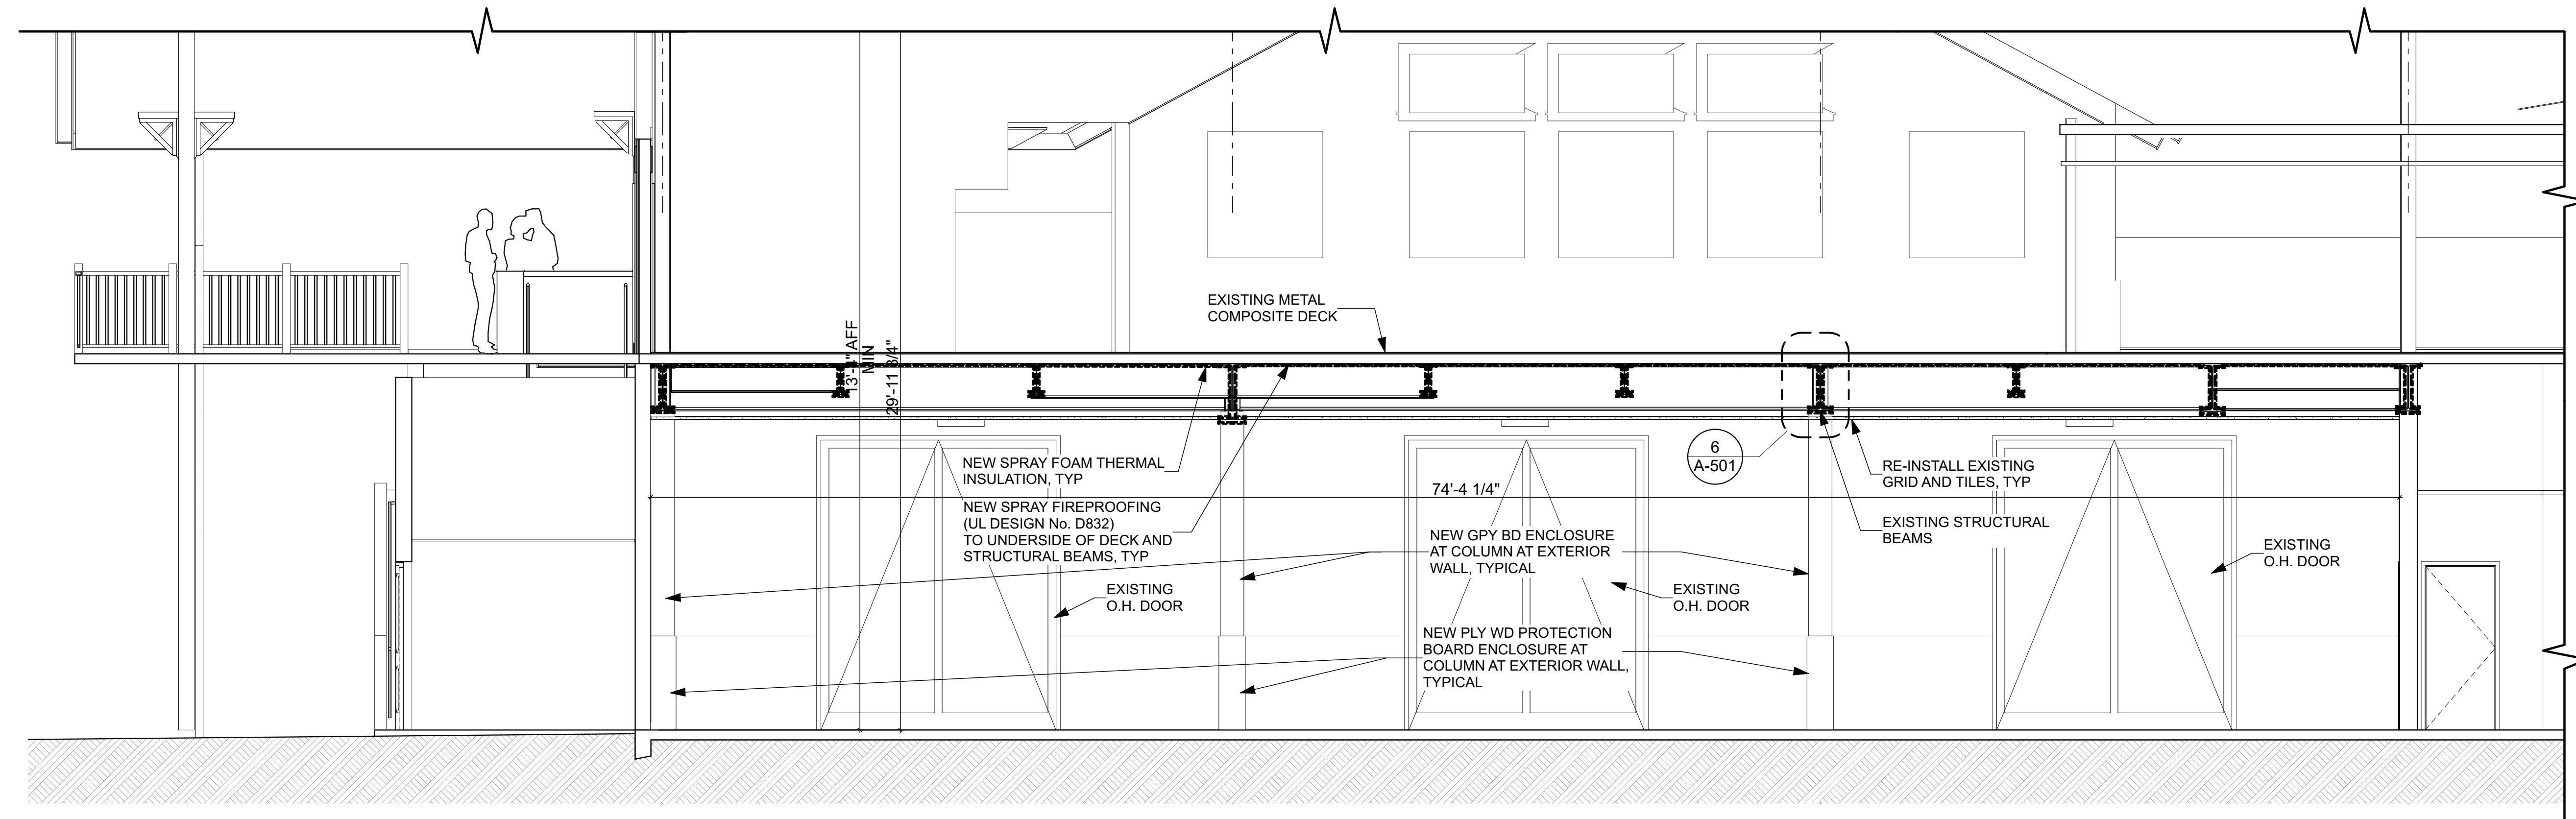 EXISTING METAL
COMPOSITE DECK
MIN
29'-11 3/4"
NEW SPRAY FOAM THERMAL
INSULATION, TYP
NEW SPRAY FIREPROOFING
(UL DESIGN No. D832)
TO UNDERSIDE OF DECK AND
STRUCTURAL BEAMS, TYP
EXISTING
O.H. DOOR
74'-4 1/4"
NEW GPY BD ENCLOSURE
AT COLUMN AT EXTERIOR
WALL, TYPICAL
EXISTING
O.H. DOOR
NEW PLY WD PROTECTION
BOARD ENCLOSURE AT
COLUMN AT EXTERIOR WALL,
TYPICAL
6
A-501
RE-INSTALL EXISTING
GRID AND TILES, TYP
EXISTING STRUCTURAL
BEAMS
EXISTING
O.H. DOOR